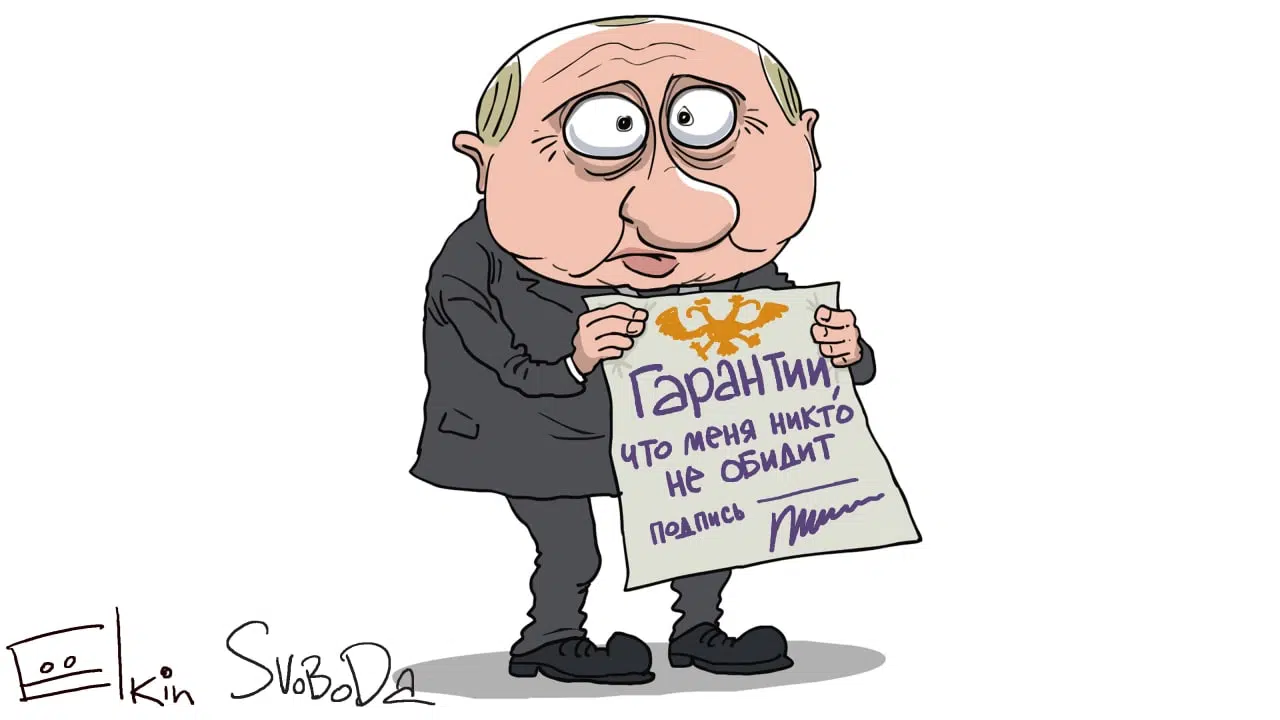 Гарантии,
что меня никто
не обидит
подпись
Elkin Svoboda